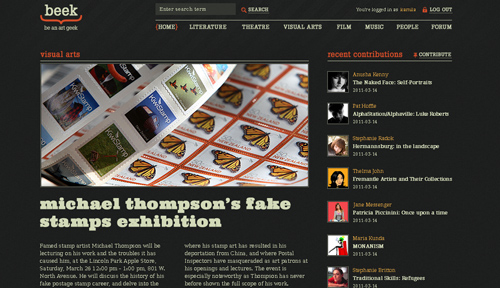 beek
be an art geek
Enter search term
SEARCH
You're logged in as
LOG OUT
{HOME} LITERATURE THEATRE VISUAL ARTS FILM MUSIC PEOPLE FORUM
visual arts
recent contributions
CONTRIBUTE
KiwiStamp
KiwiStamp
michael thompson's fake
stamps exhibition
Famed stamp artist Michael Thompson will be
lecturing on his work and the troubles it has
caused him, at the Lincoln Park Apple Store,
Saturday, March 26 12:00 pm - 1:00 pm, 801 W.
North Avenue. He will discuss the history of his
fake postage stamp career, and delve into the
where his stamp art has resulted in his
deportation from China, and where Postal
Inspectors have masqueraded as art patrons at
his openings and lectures. The event is
especially noteworthy as Thompson has never
before shown the full scope of his work.
Anusha Kenny
The Naked Face: Self-Portraits
2011-03-14
Pat Hoffie
AlphaStation/Alphaville: Luke Roberts
2011-03-14
Stephanie Radok
Hermannsburg: in the landscape
2011-03-14
Thelma John
Fremantle Artists and Their Collections
2011-03-14
Jane Messenger
Patricia Piccinini: Once upon a time
2011-03-14
Maria Kunda
MONANISM
2011-03-14
Stephanie Britton
Traditional Skills: Refugees
2011-03-14